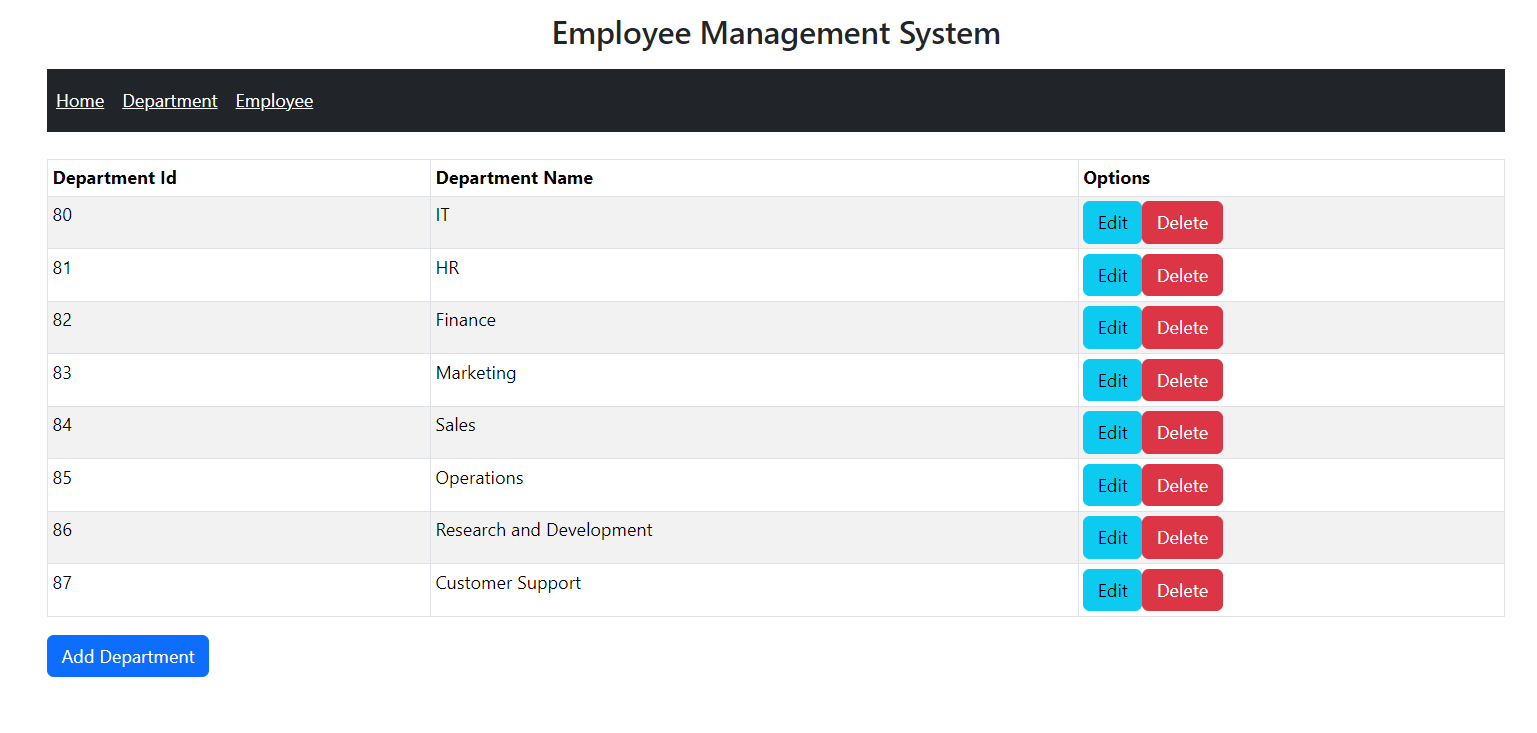 Employee Management System
Home Department Employee
Department Id Department Name Options
80 IT Edit Delete
81 HR Edit Delete
82 Finance Edit Delete
83 Marketing Edit Delete
84 Sales Edit Delete
85 Operations Edit Delete
86 Research and Development Edit Delete
87 Customer Support Edit Delete
Add Department